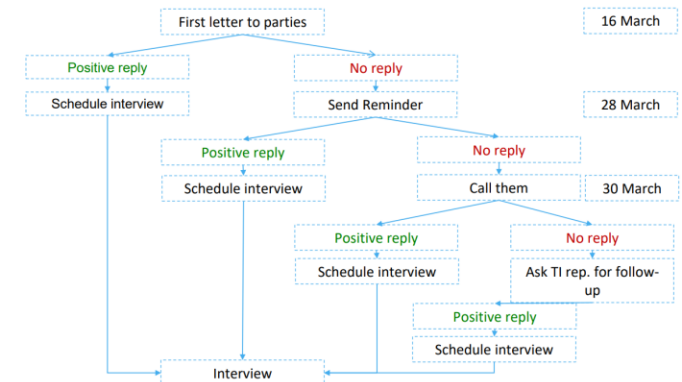 First letter to parties
16 March
Positive reply
No reply
Schedule interview
Send Reminder
28 March
Positive reply
No reply
Schedule interview
Call them
30 March
Positive reply
No reply
Schedule interview
Ask TI rep. for follow-
up
Positive reply
Schedule interview
Interview